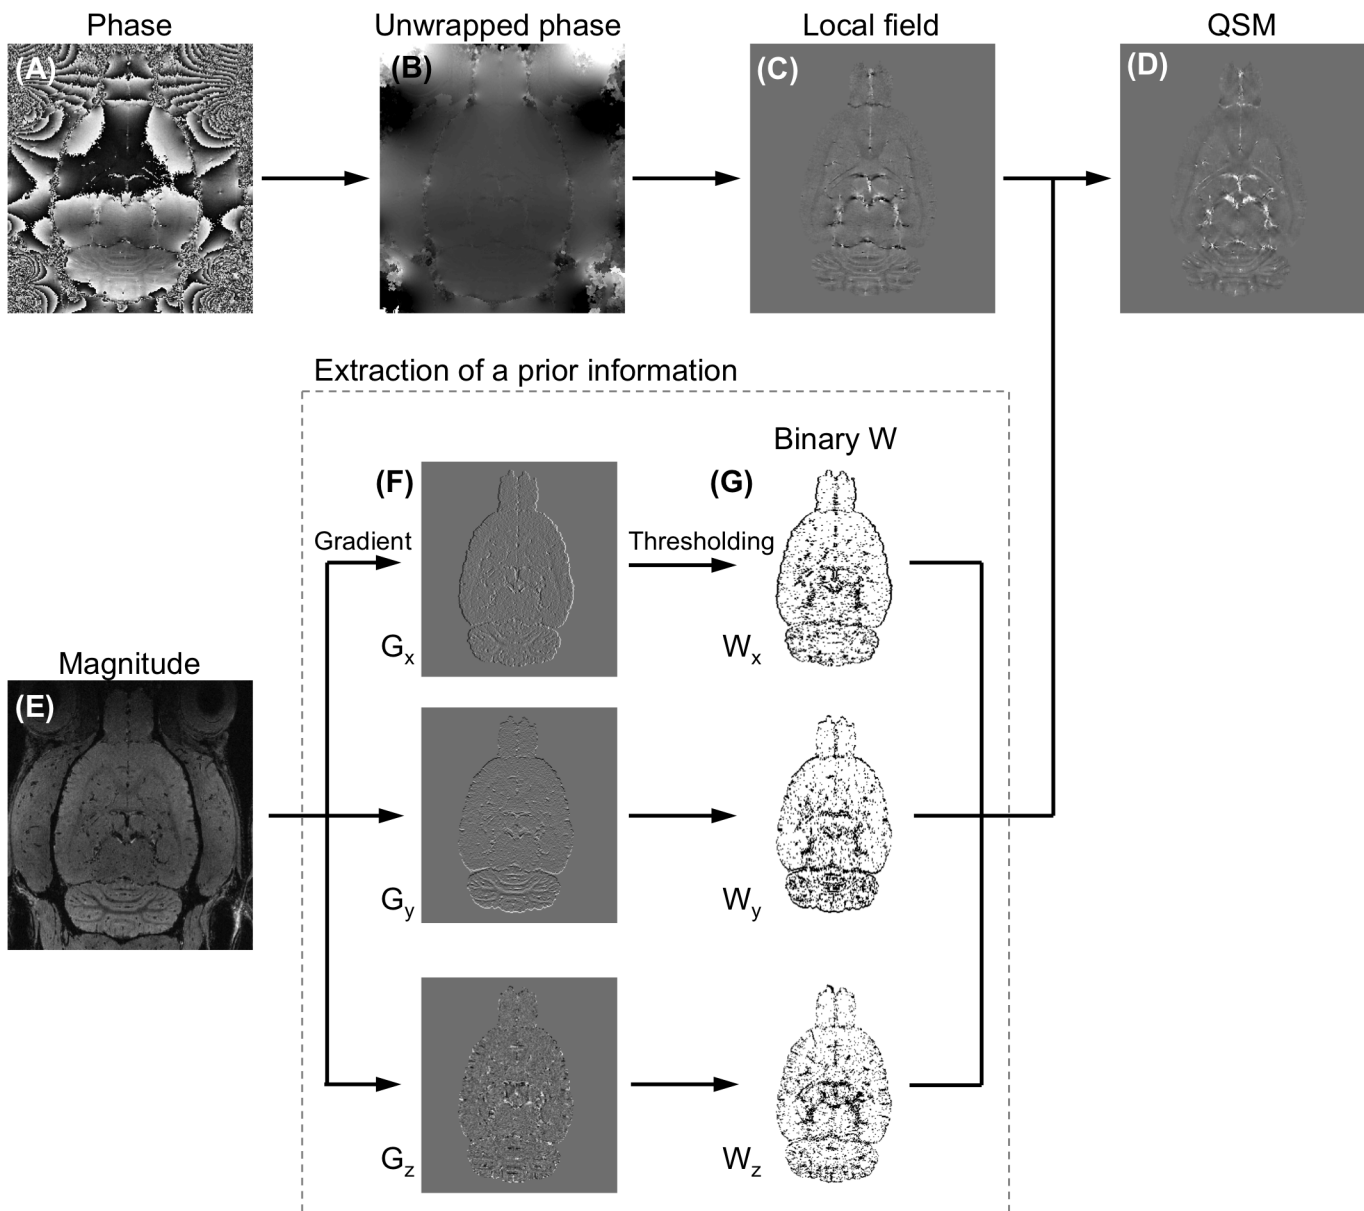 Phase
Unwrapped phase
Local field
QSM
(A)
(B)
(C)
(D)
Extraction of a prior information
Binary W
(F)
(G)
Gradient
Thresholding
Gx
Wx
Magnitude
(E)
Gy
Wy
Gz
Wz